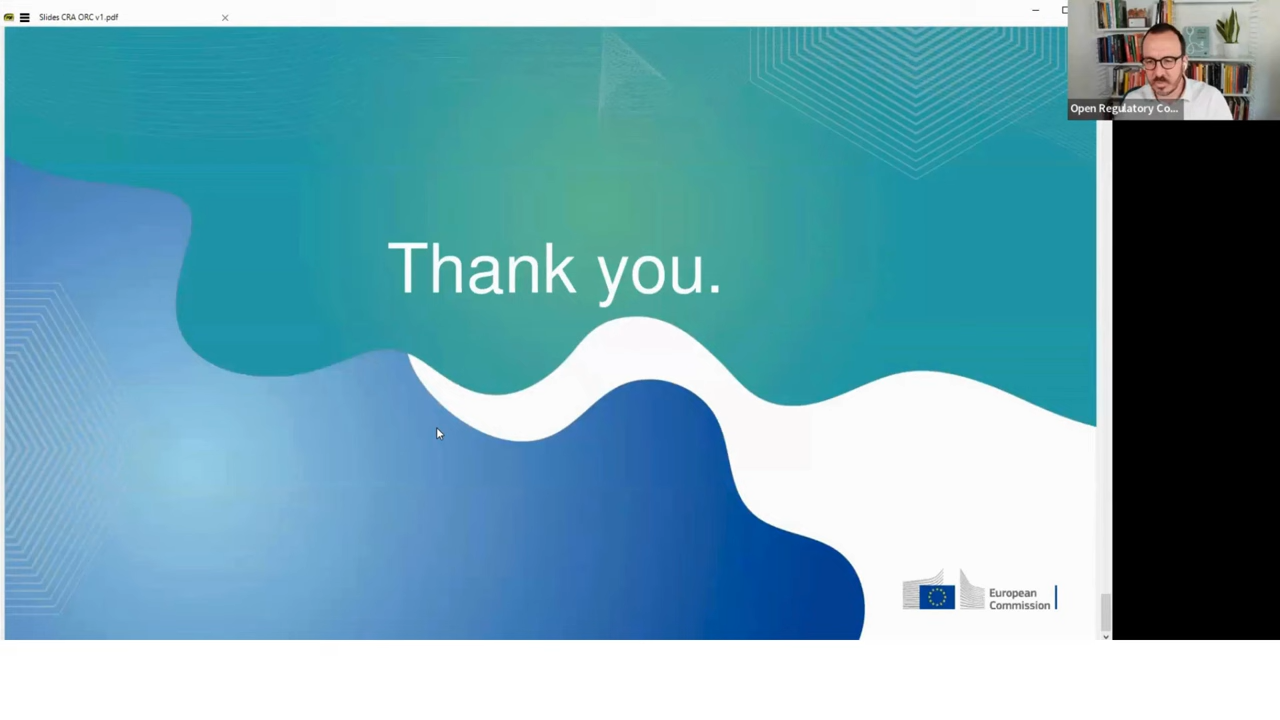 Slides CRA ORC v1.pdf
Open Regulatory Co...
Thank you.
European
Commission